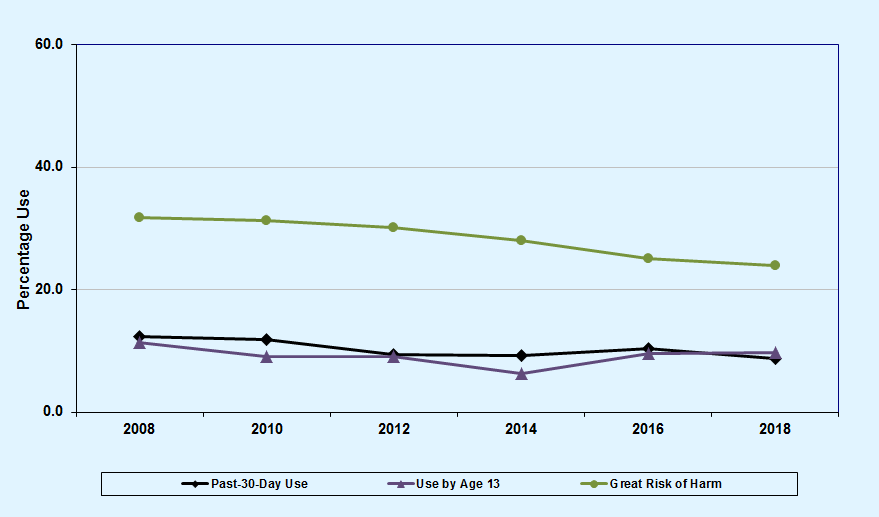 60.0
40.0
20.0
0.0
Percentage Use
2008 2010 2012 2014 2016 2018
Past-30-Day Use Use by Age 13 Great Risk of Harm